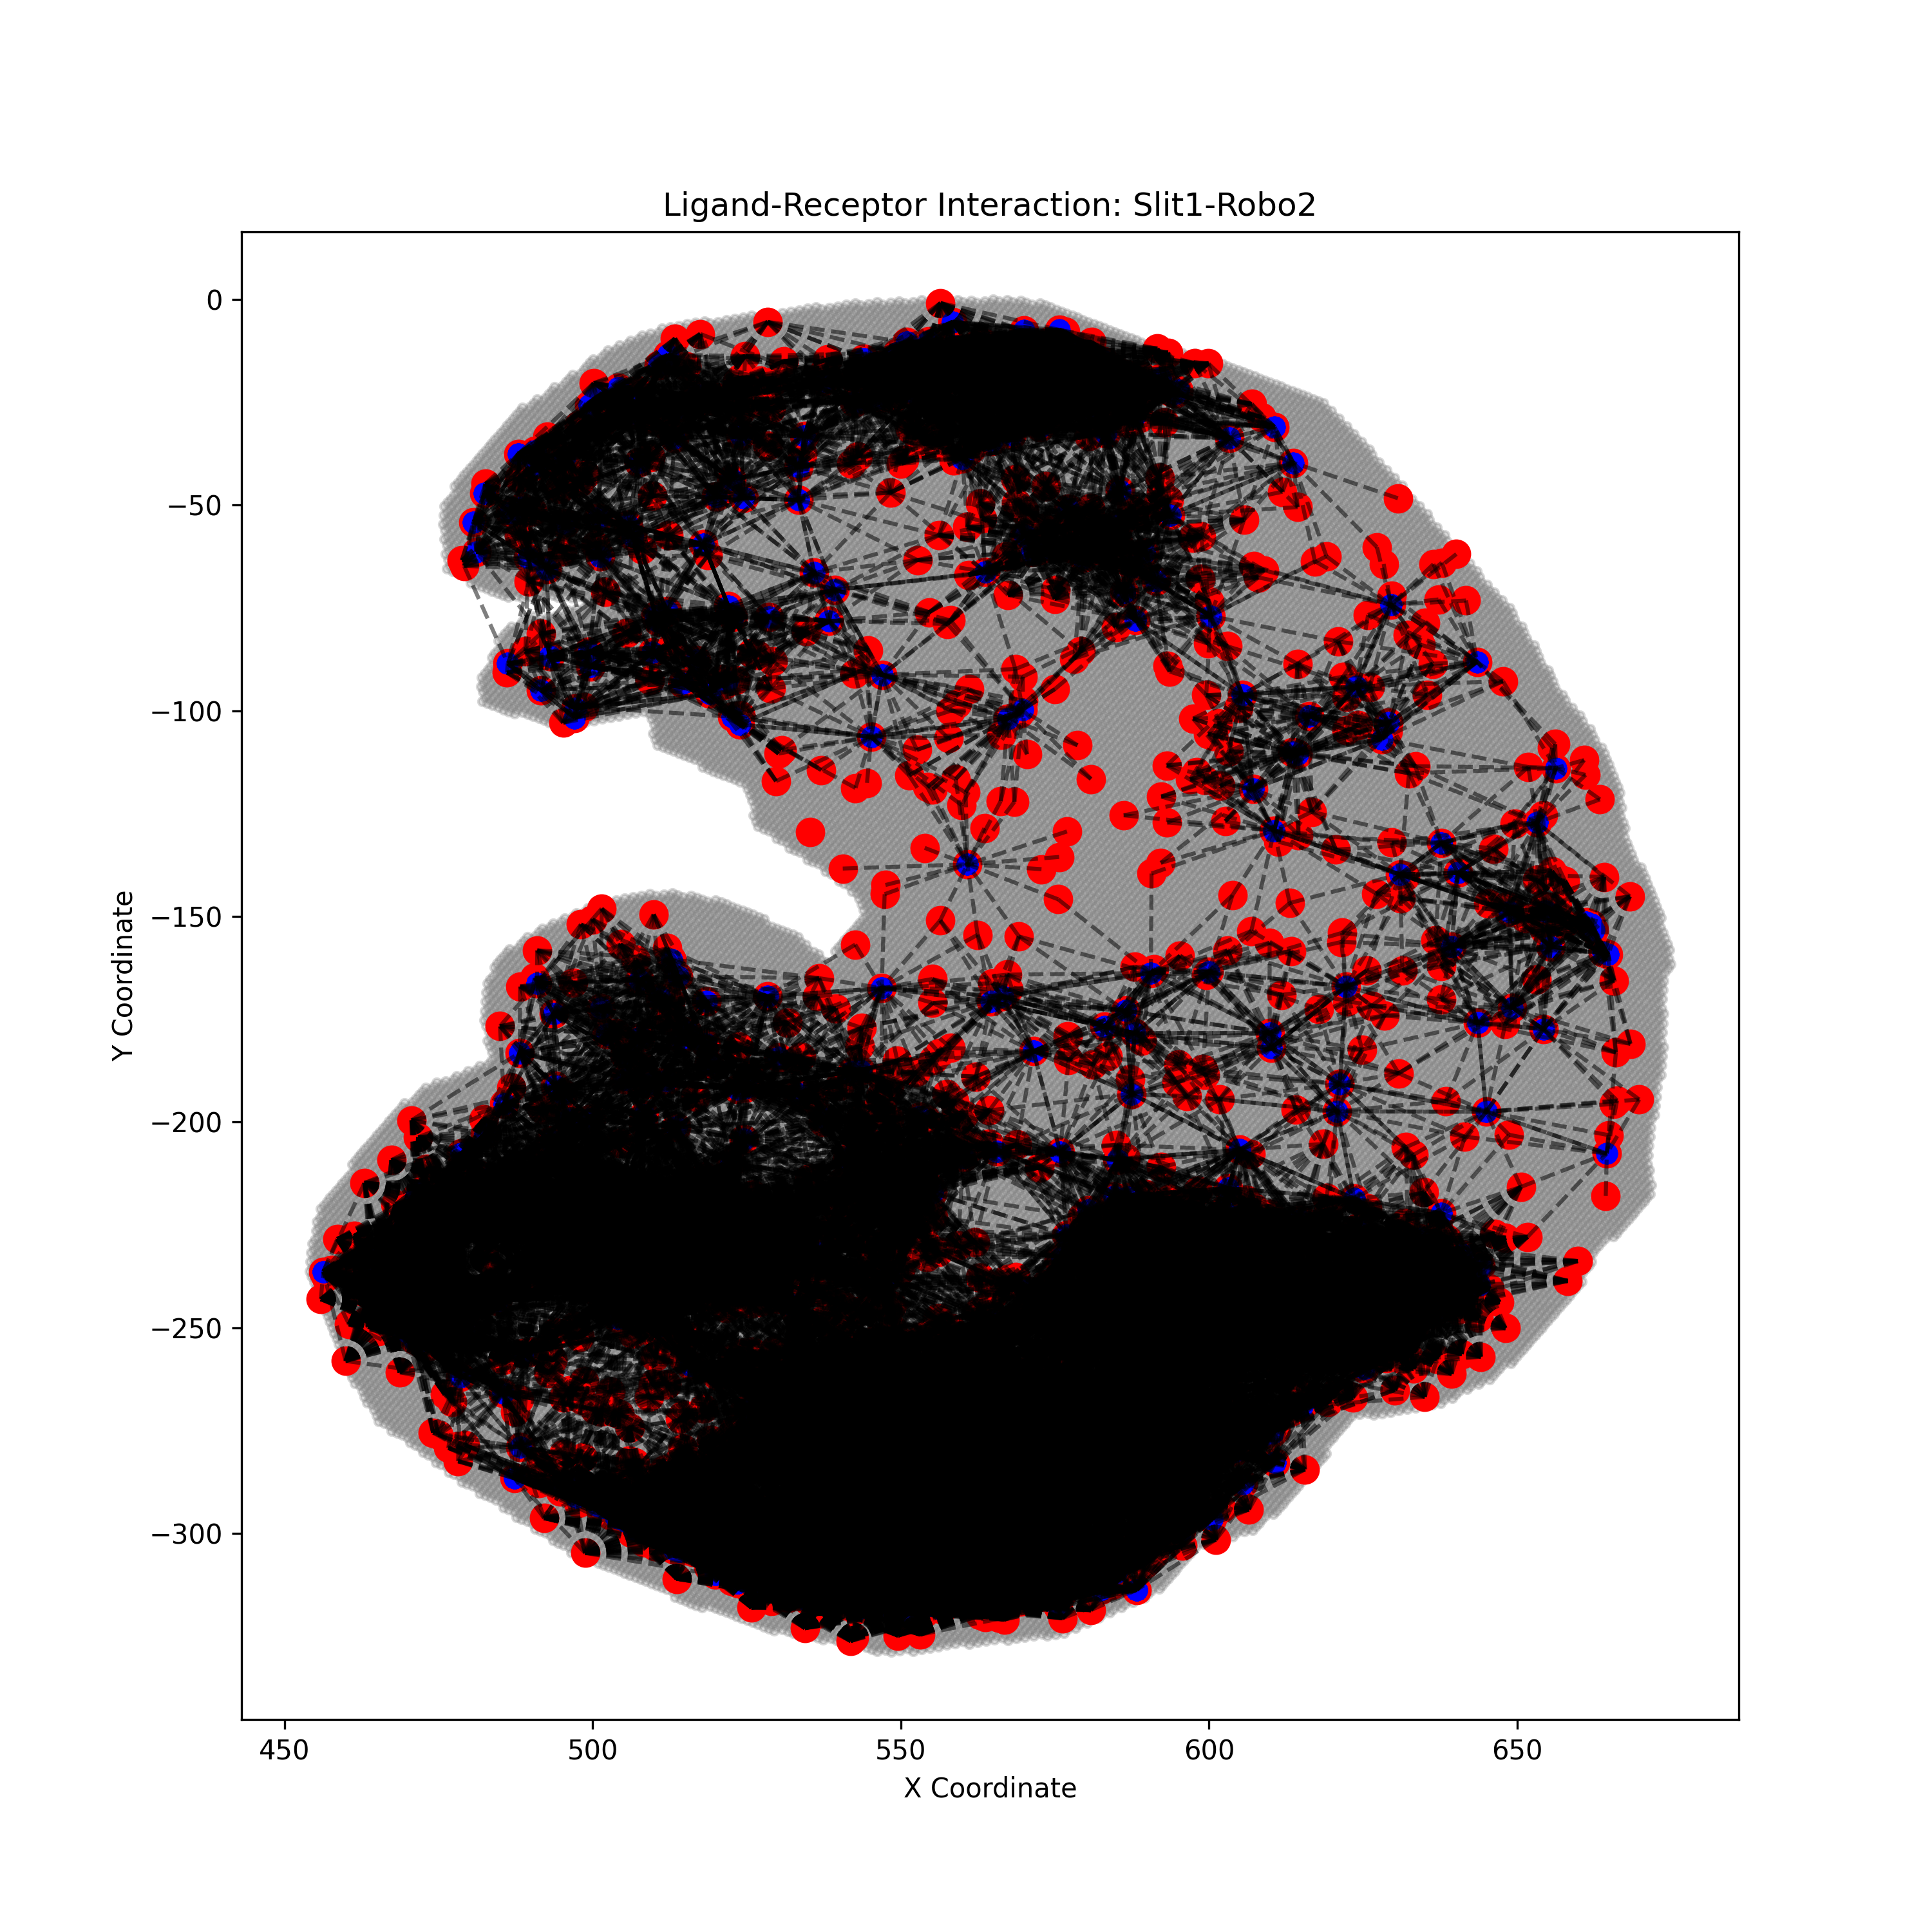 Ligand-Receptor Interaction: Slit1-Robo2
0
−50
−100
−150
−200
−250
−300
Y Coordinate
450 500 550 600 650
X Coordinate